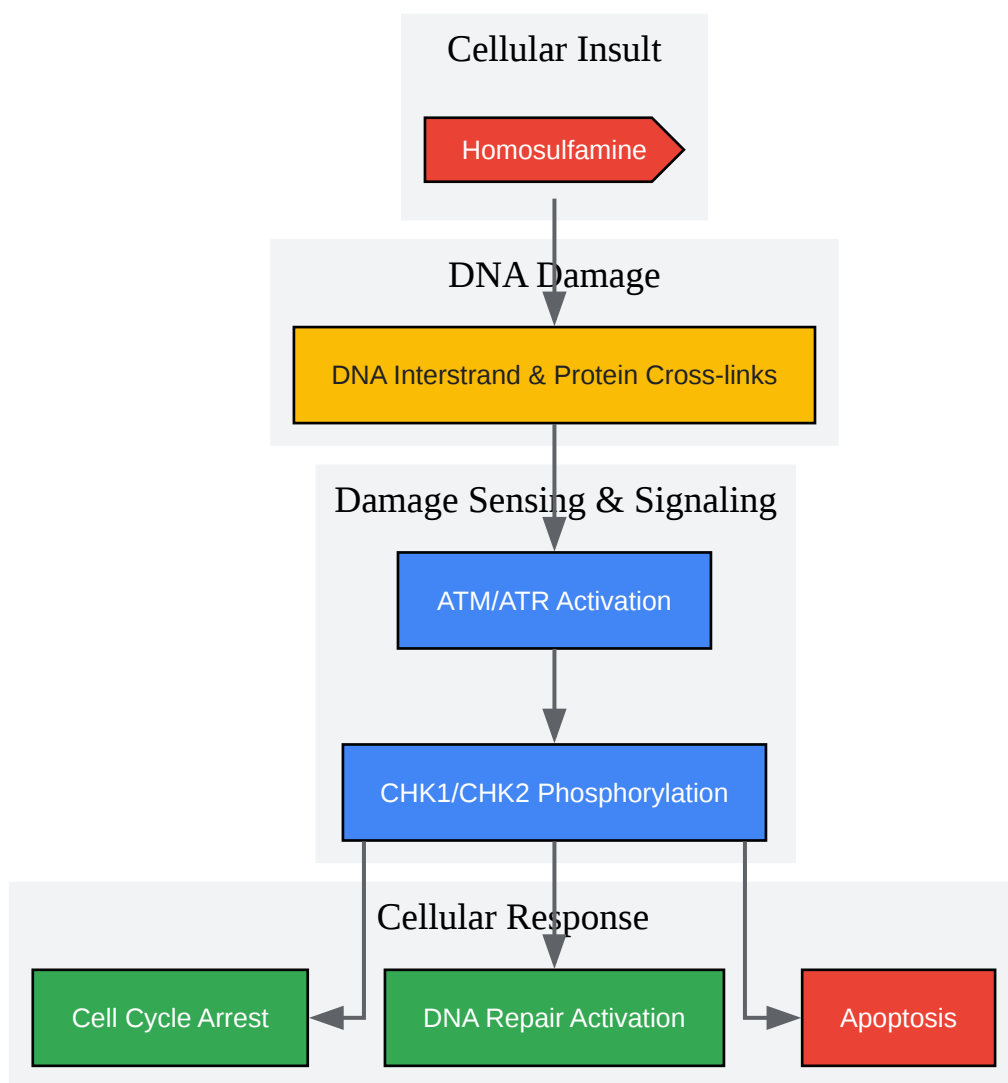 Cellular Insult
Homosulfamine
DNA Damage
DNA Interstrand & Protein Cross-links
Damage Sensing & Signaling
ATM/ATR Activation
CHK1/CHK2 Phosphorylation
Cellular Response
Cell Cycle Arrest
DNA Repair Activation
Apoptosis